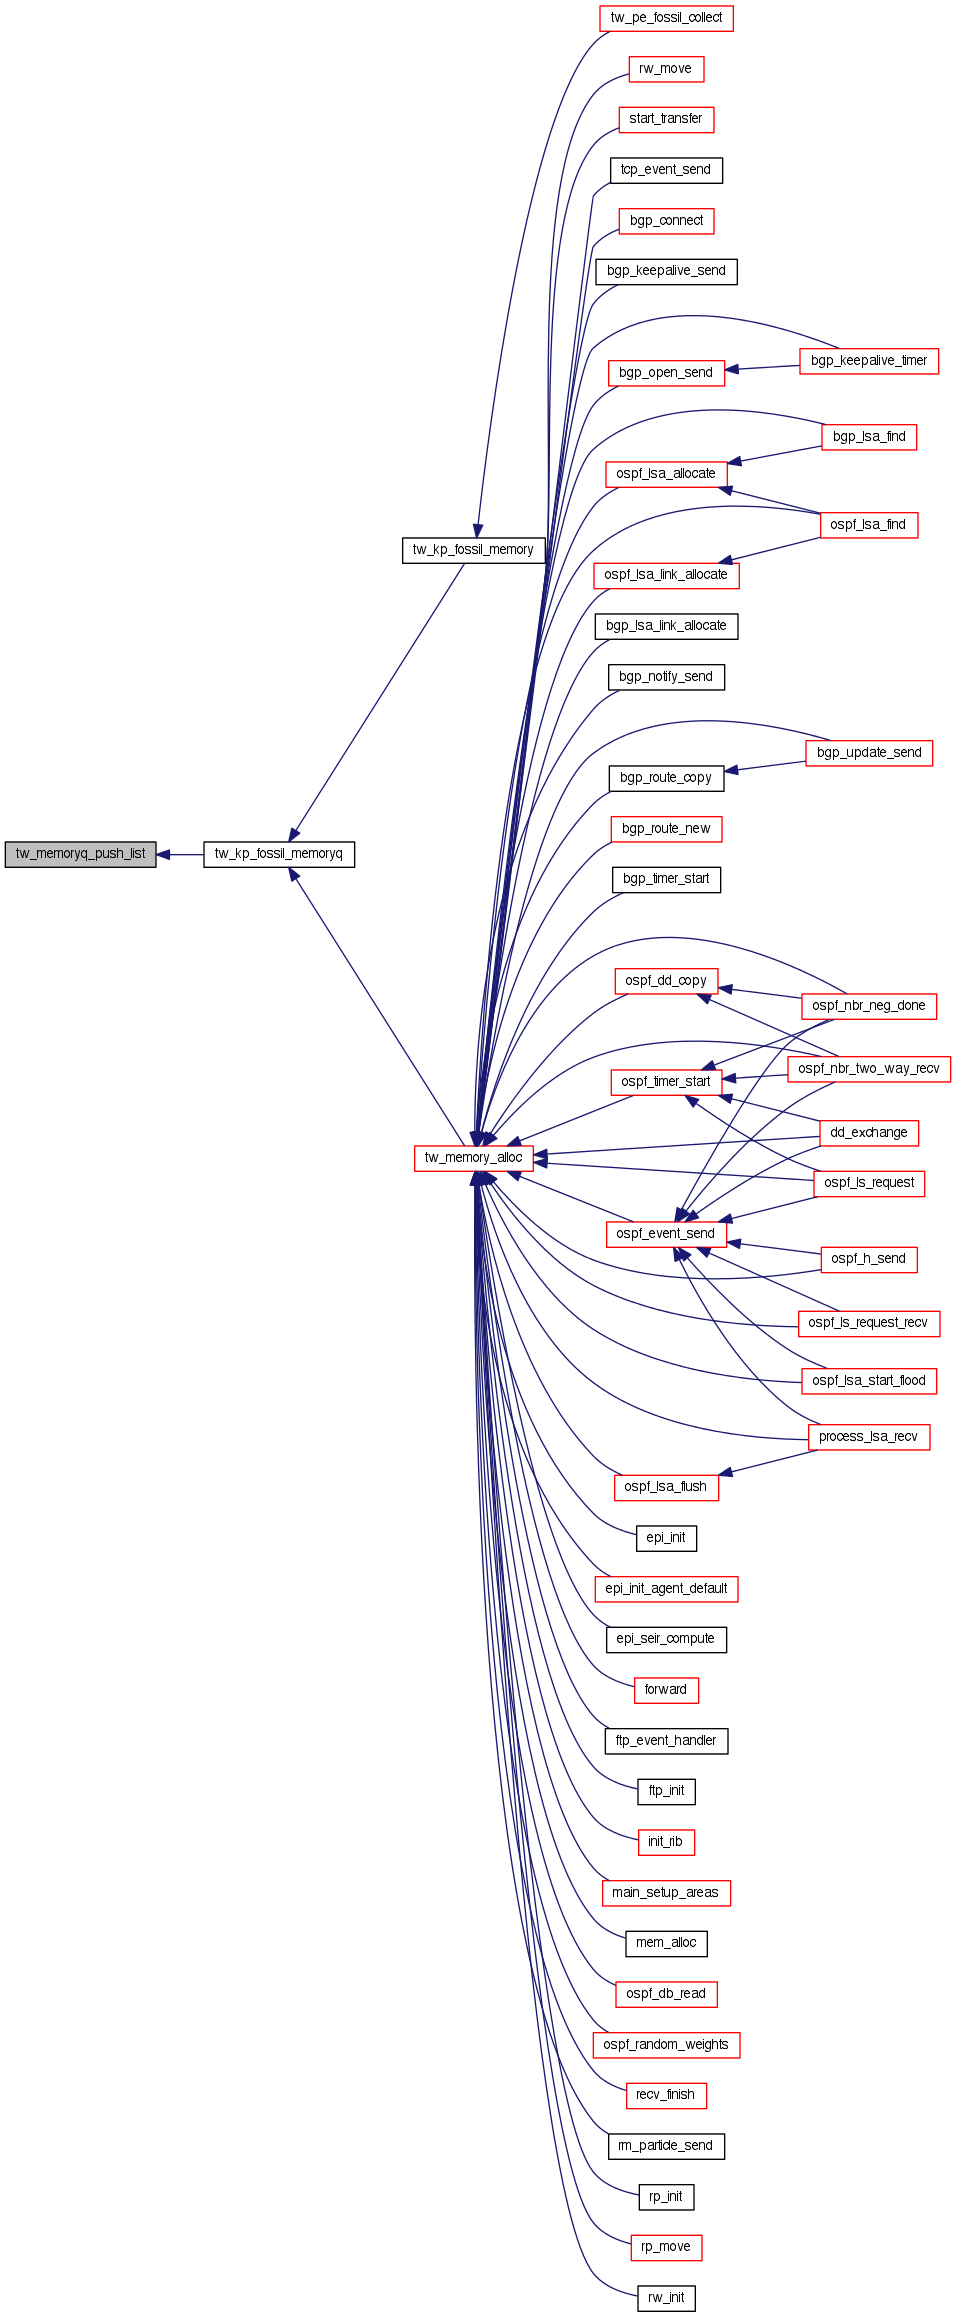 tw_pe_fossil_collect
rw_move
start_transfer
tcp_event_send
bgp_connect
bgp_keepalive_send
bgp_keepalive_timer
bgp_open_send
bgp_lsa_find
ospf_lsa_allocate
ospf_lsa_find
tw_kp_fossil_memory
ospf_lsa_link_allocate
bgp_lsa_link_allocate
bgp_notify_send
bgp_update_send
bgp_route_copy
bgp_route_new
tw_memoryq_push_list
tw_kp_fossil_memoryq
bgp_timer_start
ospf_dd_copy
ospf_nbr_neg_done
ospf_nbr_two_way_recv
ospf_timer_start
dd_exchange
tw_memory_alloc
ospf_ls_request
ospf_event_send
ospf_h_send
ospf_ls_request_recv
ospf_lsa_start_flood
process_lsa_recv
ospf_lsa_flush
epi_init
epi_init_agent_default
epi_seir_compute
forward
ftp_event_handler
ftp_init
init_rib
main_setup_areas
mem_alloc
ospf_db_read
ospf_random_weights
recv_finish
rm_particle_send
rp_init
rp_move
rw_init